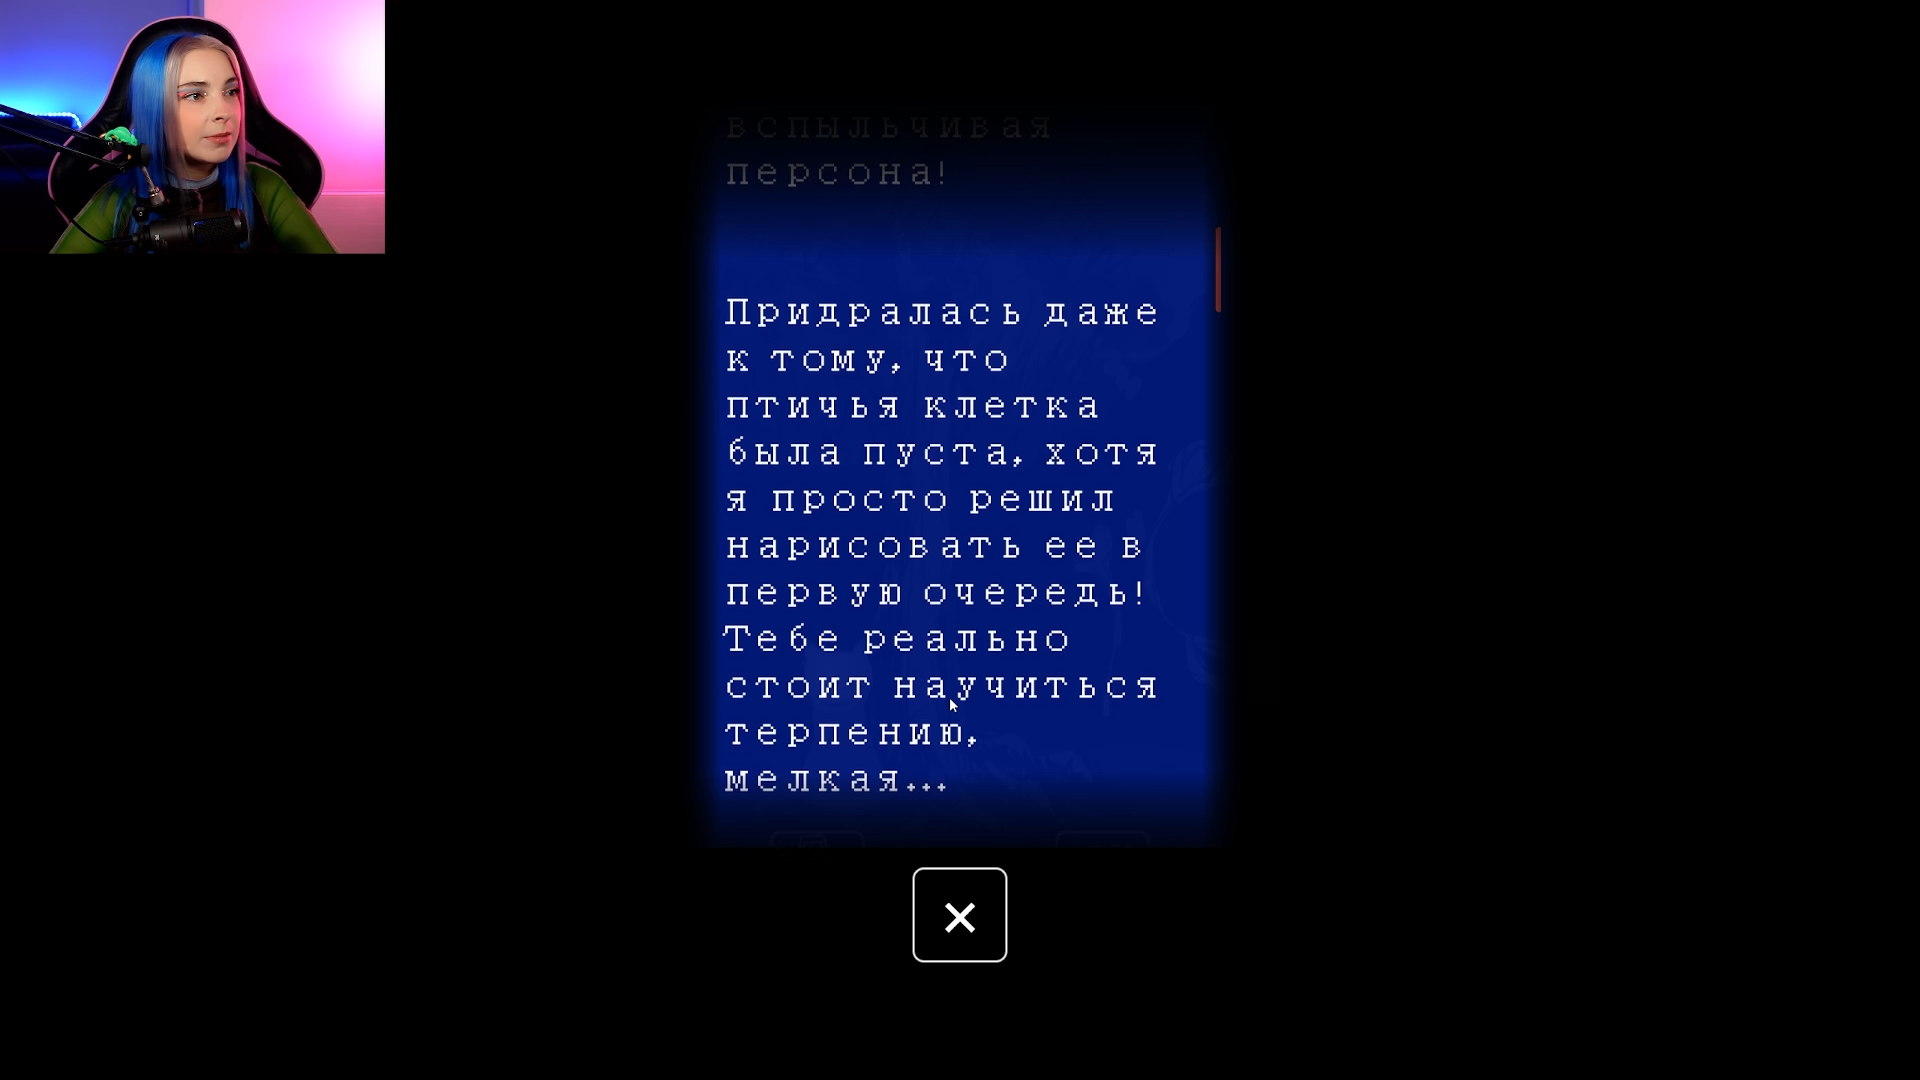 вспыльчивая
персона!
Придралась даже
к тому, что
птичья клетка
была пуста, хотя
я просто решил
нарисовать ее в
первую очередь!
Тебе реально
стоит научиться
терпению,
мелкая...